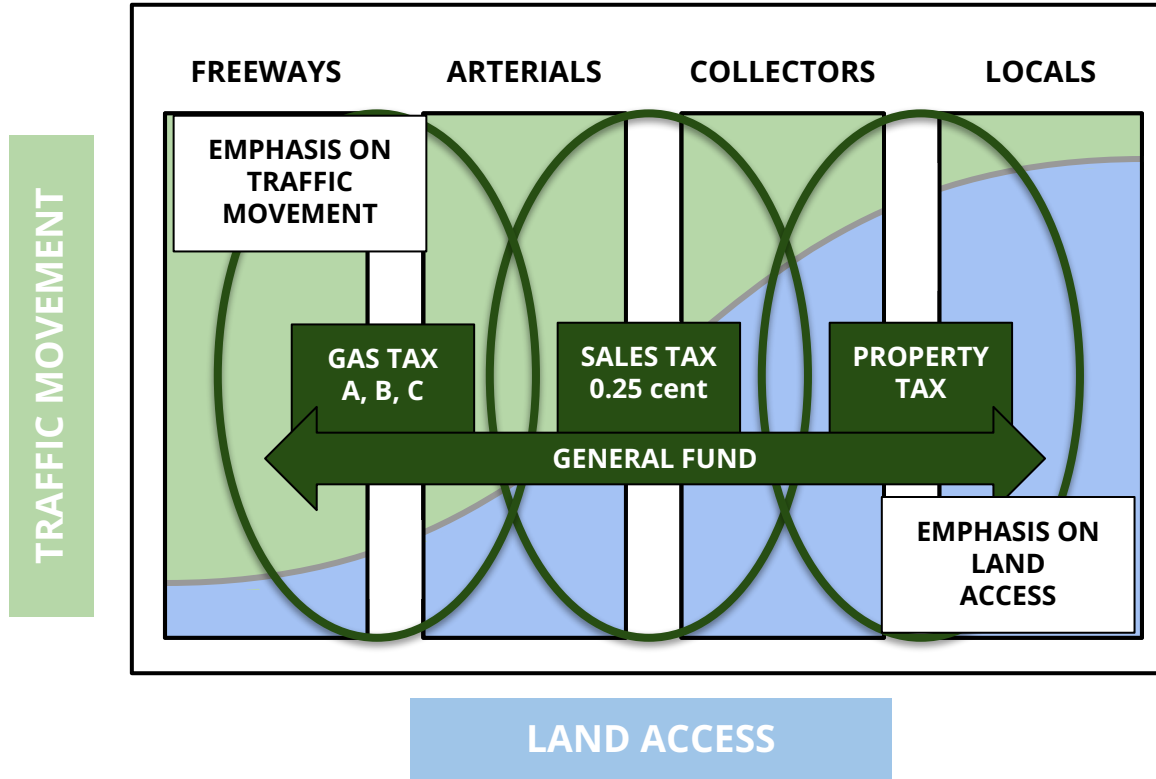 FREEWAYS
ARTERIALS
COLLECTORS
LOCALS
EMPHASIS ON
TRAFFIC
MOVEMENT
TRAFFIC MOVEMENT
GAS TAX
A, B, C
SALES TAX
0.25 cent
PROPERTY
TAX
GENERAL FUND
EMPHASIS ON
LAND
ACCESS
LAND ACCESS